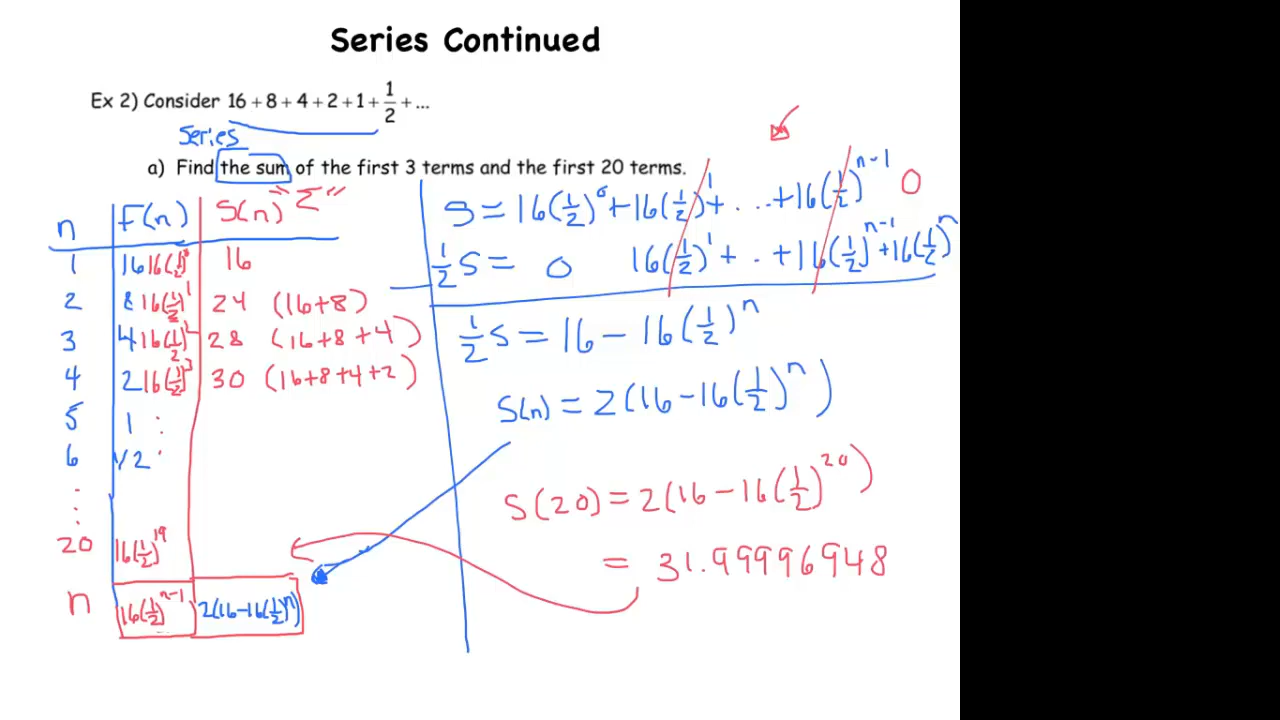 Series Continued
Ex 2) Consider 16 + 8 + 4 + 2 + 1 + 1/2 + ...
Series
a) Find the sum of the first 3 terms and the first 20 terms.
"Σ"
n F(n) S(n)
1 16 16(1/2)^0 16
2 8 16(1/2)^1 24 (16+8)
3 4 16(1/2)^2 28 (16+8+4)
4 2 16(1/2)^3 30 (16+8+4+2)
5 1 ⋮
6 1/2 ⋮
⋮
20 16(1/2)^19
n 16(1/2)^n-1 2(16-16(1/2)^n)
S = 16(1/2)^0 + 16(1/2)^1 + ... + 16(1/2)^n-1 0
1/2 S = 0 16(1/2)^1 + .. + 16(1/2)^n-1 + 16(1/2)^n
1/2 S = 16 - 16(1/2)^n
S(n) = 2(16-16(1/2)^n)
S(20) = 2(16-16(1/2)^20)
= 31.99996948